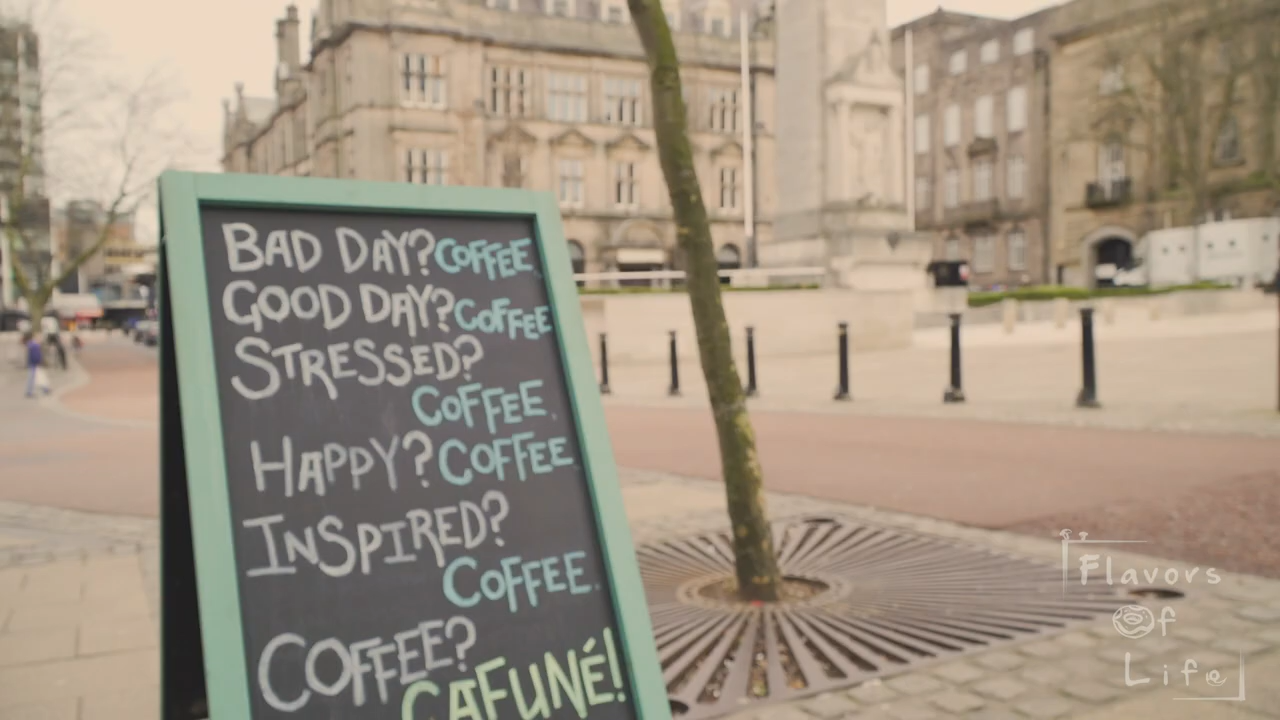 BAD DAY? COFFEE.
GOOD DAY? COFFEE
STRESSED?
COFFEE.
HAPPY? COFFEE.
INSPIRED?
COFFEE.
COFFEE?
CAFUNÉ!
Flavors
Of
Life